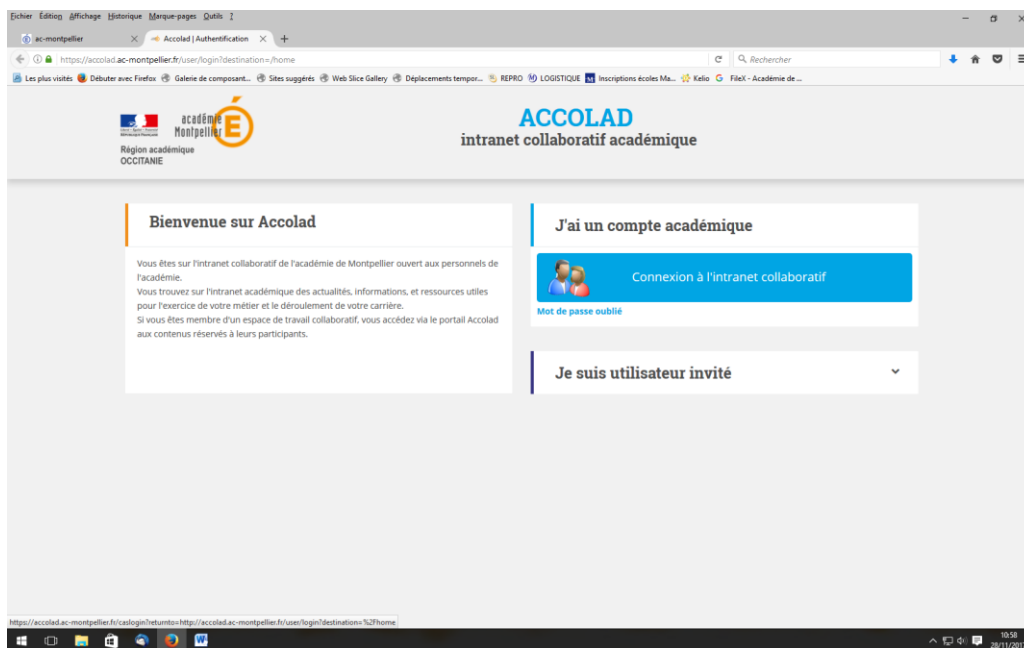 Eichier Édition Affichage Historique Marque-pages Outils ?
ac-montpellier
Accolad | Authentification
https://accolad.ac-montpellier.fr/user/login?destination=/home
Rechercher
Les plus visités Débuter avec Firefox Galerie de composant... Sites suggérés Web Slice Gallery Déplacements tempor... REPRO LOGISTIQUE Inscriptions écoles Ma... Kelio FileX - Académie de ...
académie
Montpellier
Région académique
OCCITANIE
ACCOLAD
intranet collaboratif académique
Bienvenue sur Accolad
Vous êtes sur l'intranet collaboratif de l'académie de Montpellier ouvert aux personnels de
l'académie.
Vous trouvez sur l'intranet académique des actualités, informations, et ressources utiles
pour l'exercice de votre métier et le déroulement de votre carrière.
Si vous êtes membre d'un espace de travail collaboratif, vous accédez via le portail Accolad
aux contenus réservés à leurs participants.
J'ai un compte académique
Connexion à l'intranet collaboratif
Mot de passe oublié
Je suis utilisateur invité
https://accolad.ac-montpellier.fr/caslogin?returnto=http://accolad.ac-montpellier.fr/user/login?destination=%2Fhome
10:58
28/11/201